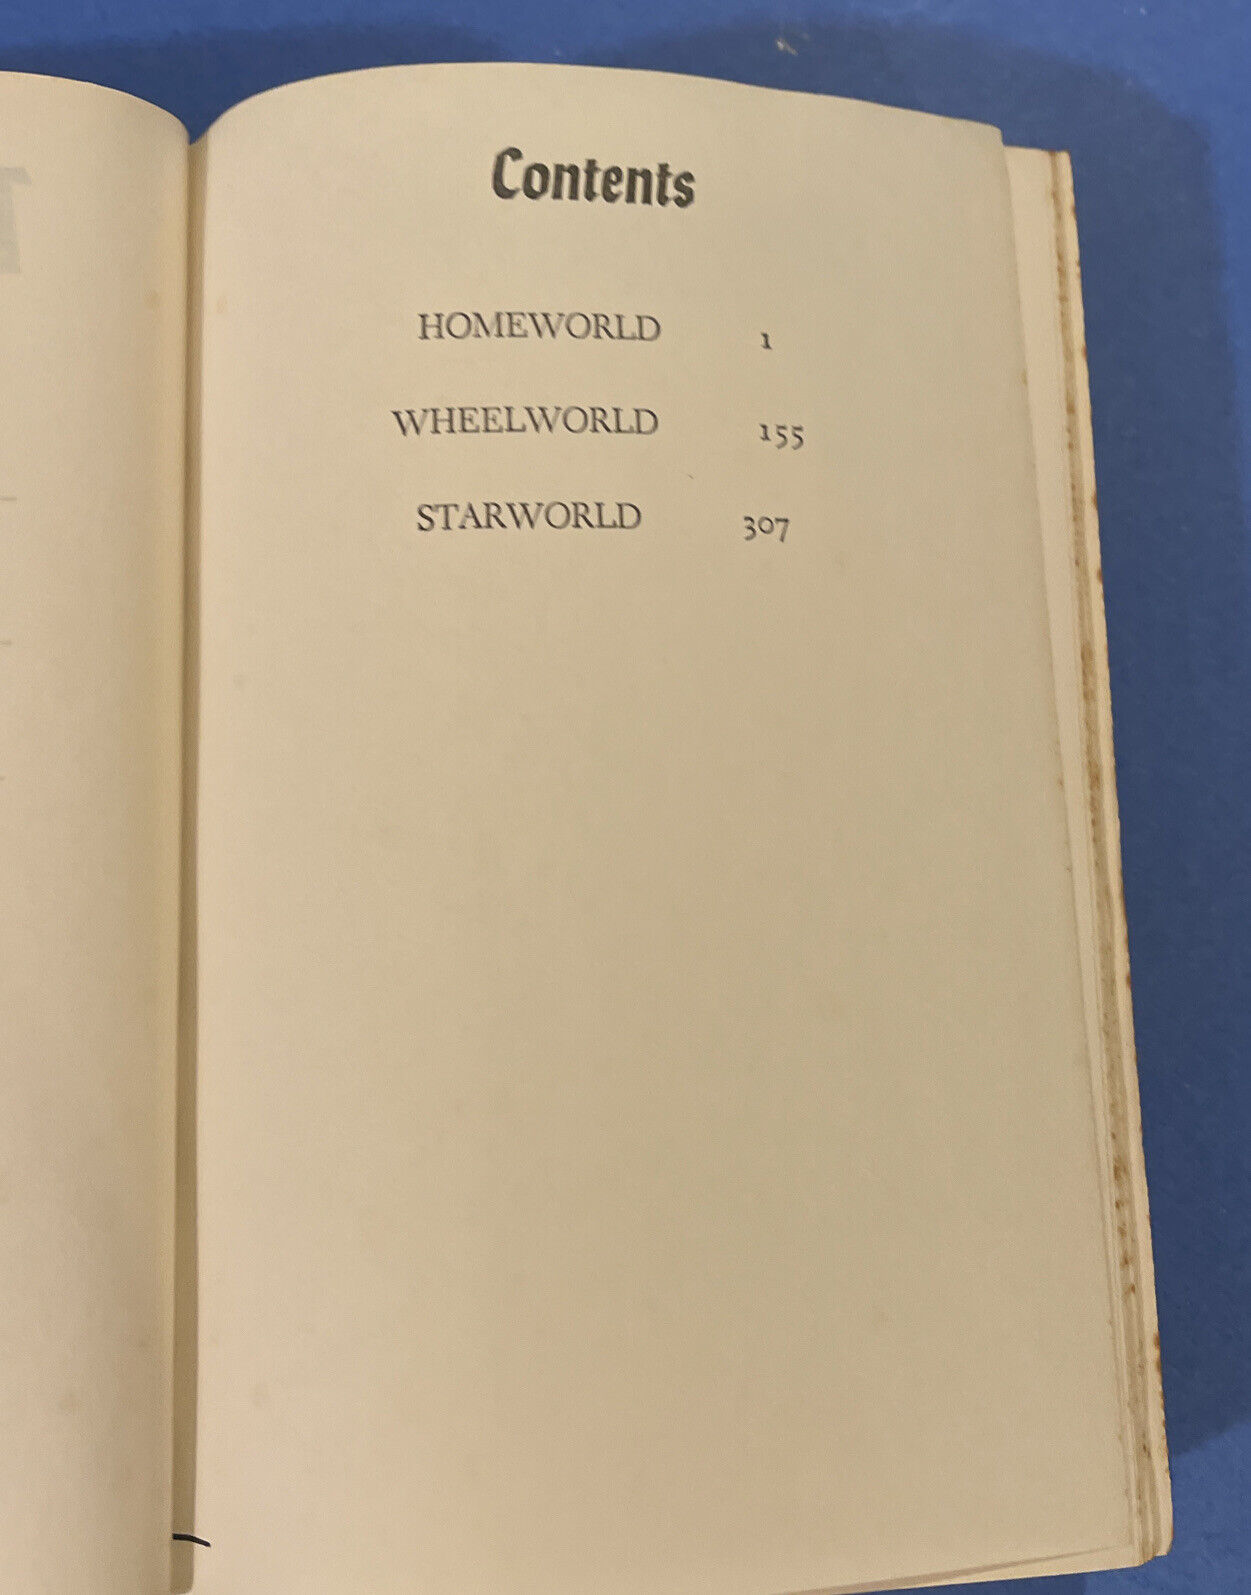 Contents
HOMEWORLD 1
WHEELWORLD 155
STARWORLD 307